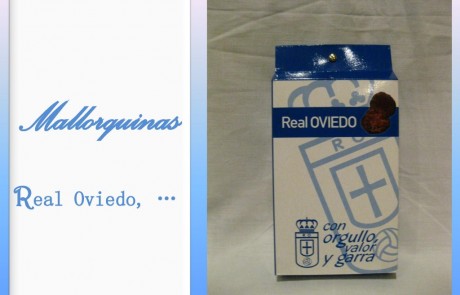 Mallorquinas
Real Oviedo, ...
Real OVIEDO
con
orgullo,
valor
y garra